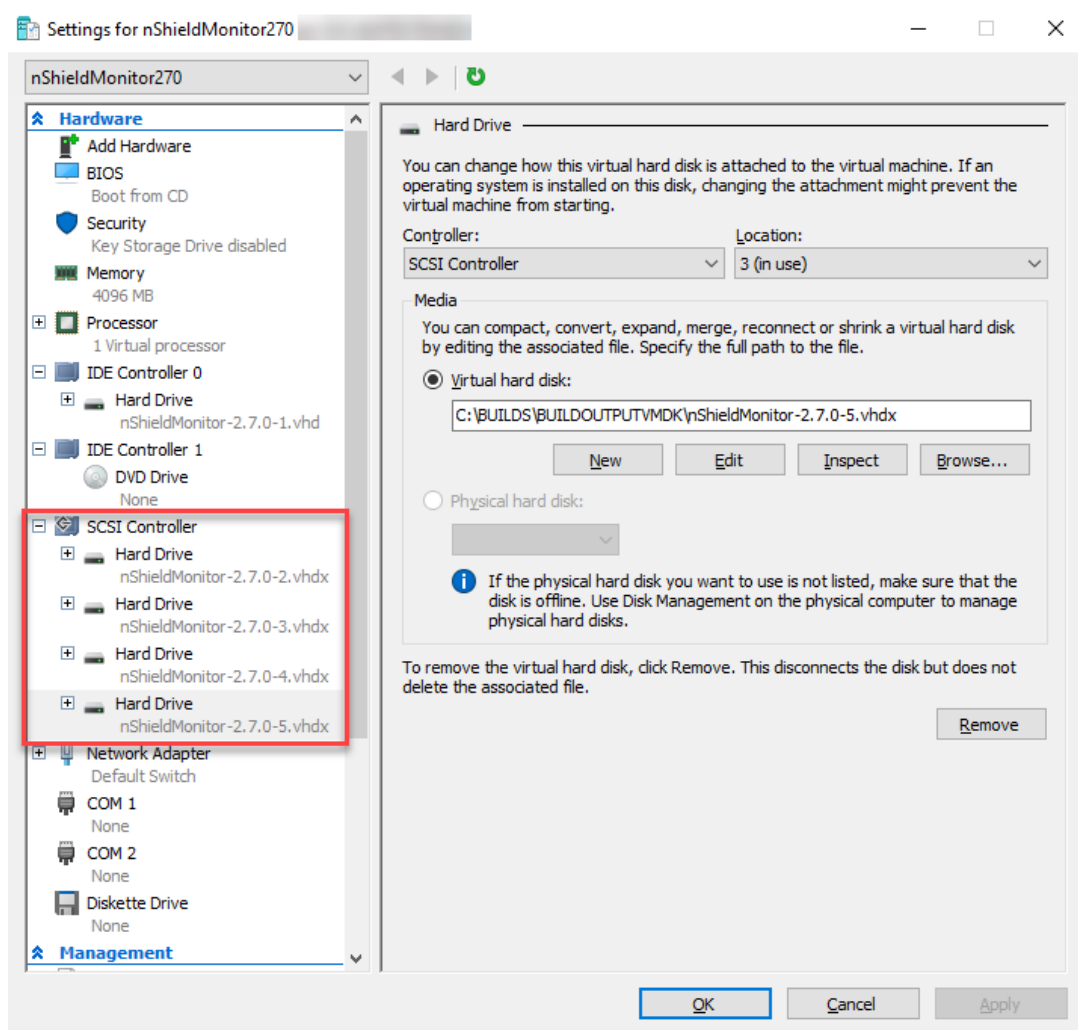 Settings for nShieldMonitor270
nShieldMonitor270
Hardware
Add Hardware
BIOS
Boot from CD
Security
Key Storage Drive disabled
Memory
4096 MB
Processor
1 Virtual processor
IDE Controller 0
Hard Drive
nShieldMonitor-2.7.0-1.vhd
IDE Controller 1
DVD Drive
None
SCSI Controller
Hard Drive
nShieldMonitor-2.7.0-2.vhdx
Hard Drive
nShieldMonitor-2.7.0-3.vhdx
Hard Drive
nShieldMonitor-2.7.0-4.vhdx
Hard Drive
nShieldMonitor-2.7.0-5.vhdx
Network Adapter
Default Switch
COM 1
None
COM 2
None
Diskette Drive
None
Management
Hard Drive
You can change how this virtual hard disk is attached to the virtual machine. If an
operating system is installed on this disk, changing the attachment might prevent the
virtual machine from starting.
Controller: Location:
SCSI Controller 3 (in use)
Media
You can compact, convert, expand, merge, reconnect or shrink a virtual hard disk
by editing the associated file. Specify the full path to the file.
Virtual hard disk:
C:\BUILDS\BUILDOUTPUTVMDK\nShieldMonitor-2.7.0-5.vhdx
New Edit Inspect Browse...
Physical hard disk:
If the physical hard disk you want to use is not listed, make sure that the
disk is offline. Use Disk Management on the physical computer to manage
physical hard disks.
To remove the virtual hard disk, click Remove. This disconnects the disk but does not
delete the associated file.
Remove
OK Cancel Apply